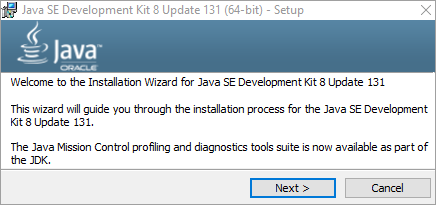 Java SE Development Kit 8 Update 131 (64-bit) - Setup
Java
ORACLE
Welcome to the Installation Wizard for Java SE Development Kit 8 Update 131
This wizard will guide you through the installation process for the Java SE Development
Kit 8 Update 131.
The Java Mission Control profiling and diagnostics tools suite is now available as part of
the JDK.
Next >
Cancel